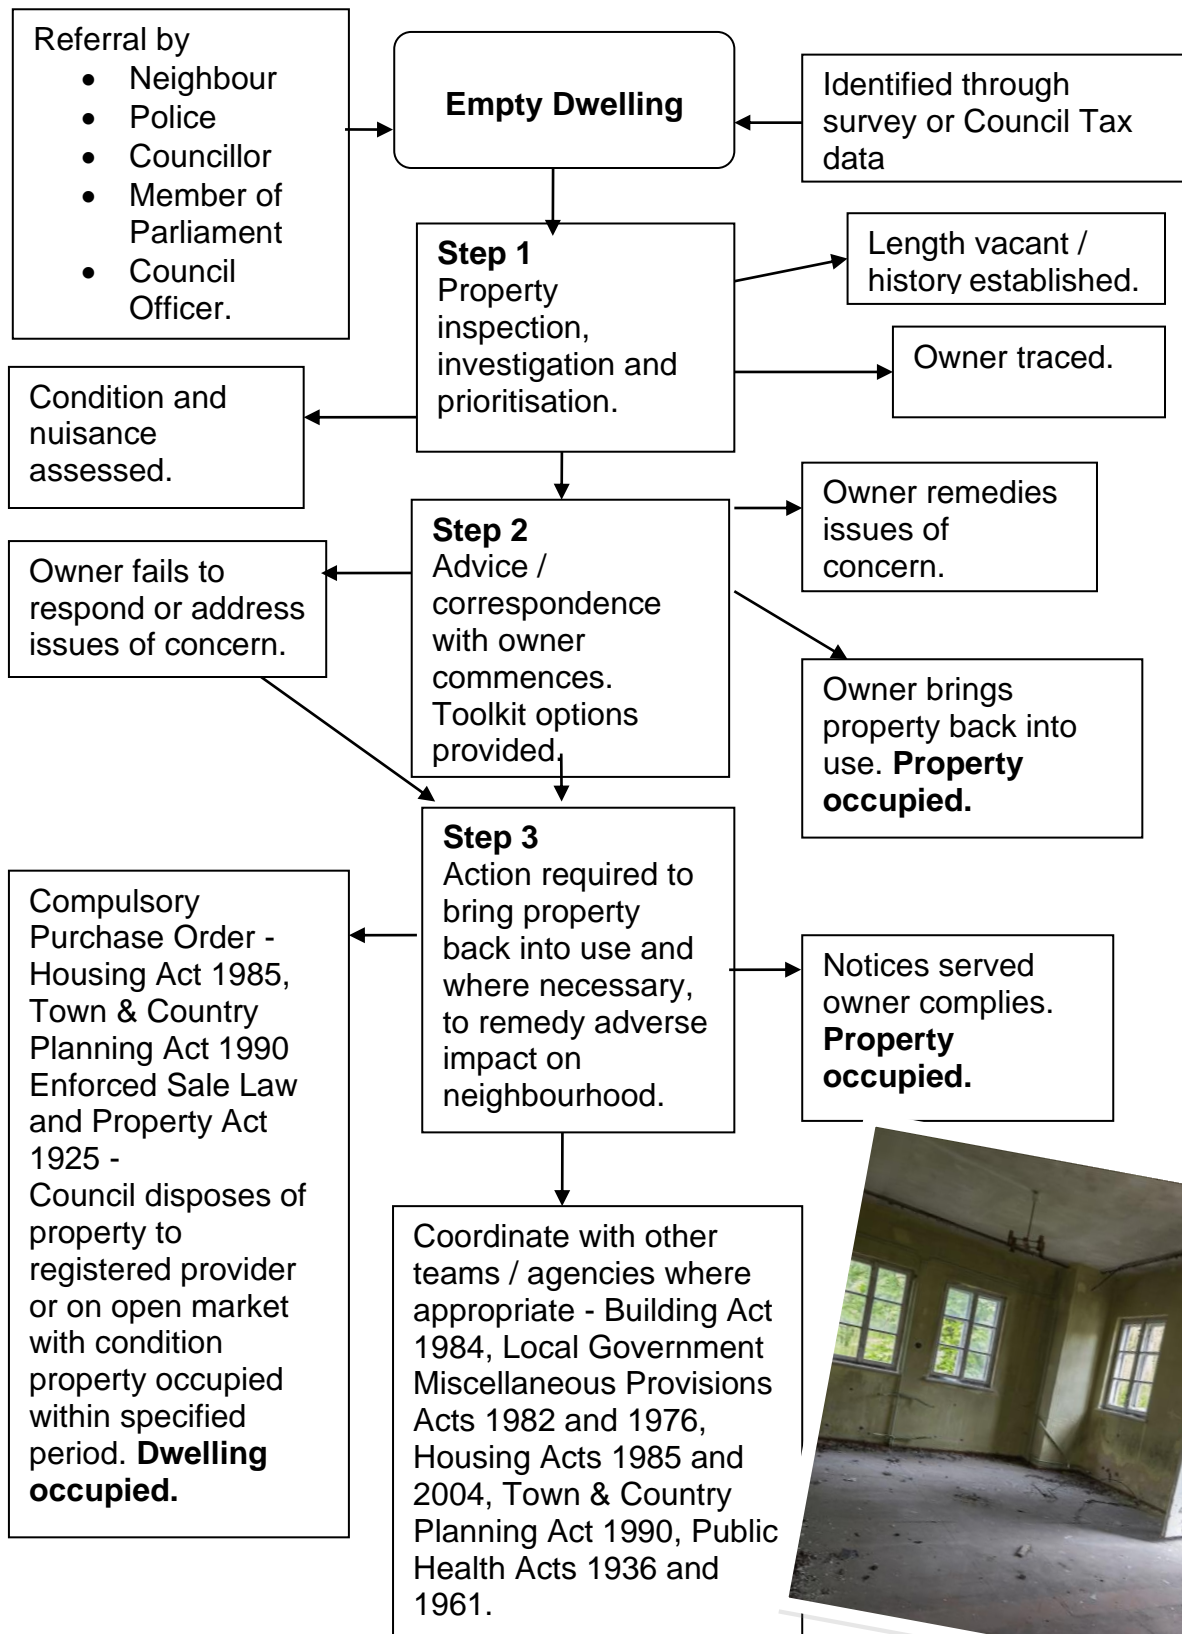 Referral by
• Neighbour
• Police
• Councillor
• Member of
Parliament
• Council
Officer.
Empty Dwelling
Identified through
survey or Council Tax
data
Step 1
Property
inspection,
investigation and
prioritisation.
Length vacant /
history established.
Owner traced.
Condition and
nuisance
assessed.
Step 2
Advice /
correspondence
with owner
commences.
Toolkit options
provided.
Owner remedies
issues of
concern.
Owner fails to
respond or address
issues of concern.
Owner brings
property back into
use. Property
occupied.
Step 3
Action required to
bring property
back into use and
where necessary,
to remedy adverse
impact on
neighbourhood.
Compulsory
Purchase Order -
Housing Act 1985,
Town & Country
Planning Act 1990
Enforced Sale Law
and Property Act
1925 -
Council disposes of
property to
registered provider
or on open market
with condition
property occupied
within specified
period. Dwelling
occupied.
Notices served
owner complies.
Property
occupied.
Coordinate with other
teams / agencies where
appropriate - Building Act
1984, Local Government
Miscellaneous Provisions
Acts 1982 and 1976,
Housing Acts 1985 and
2004, Town & Country
Planning Act 1990, Public
Health Acts 1936 and
1961.